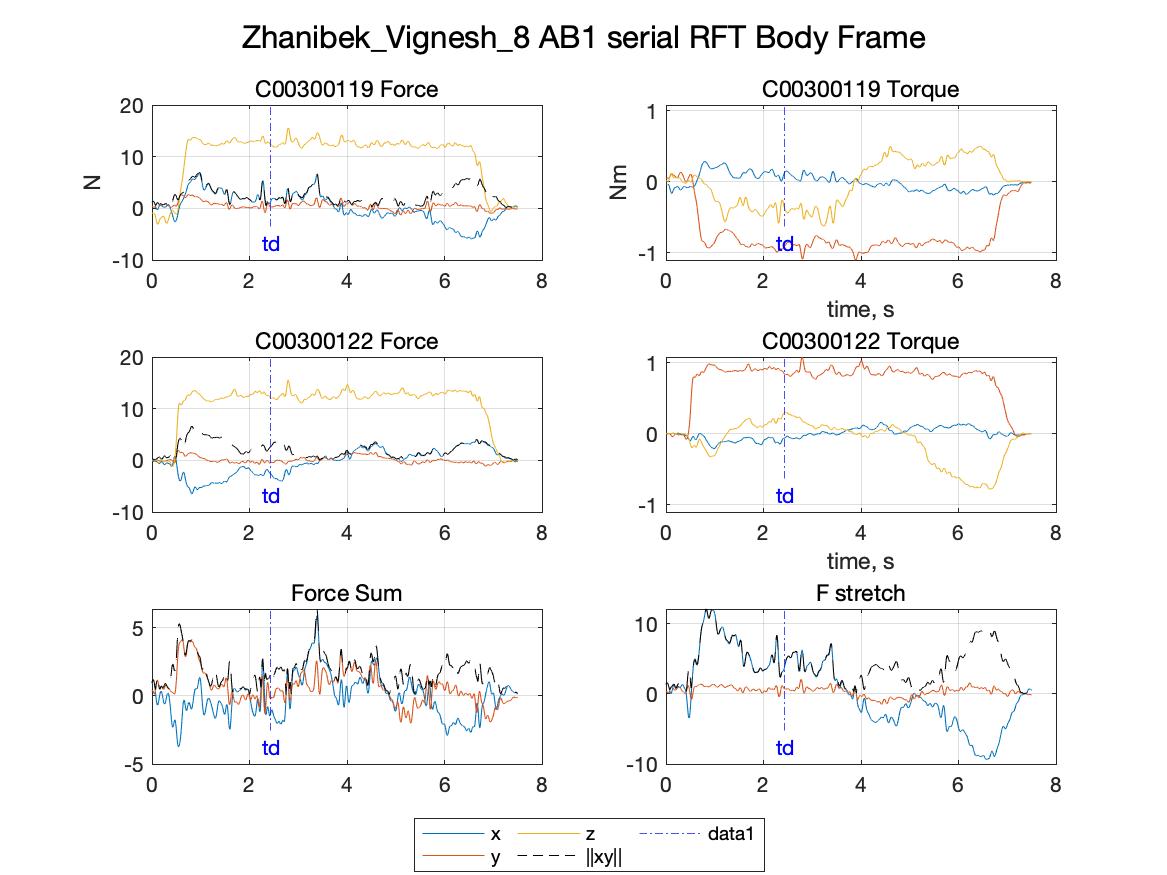 Zhanibek_Vignesh_8 AB1 serial RFT Body Frame
C00300119 Force
20
10
0
-10
N
td
0 2 4 6 8
C00300119 Torque
1
0
-1
Nm
td
0 2 4 6 8
time, s
C00300122 Force
20
10
0
-10
td
0 2 4 6 8
C00300122 Torque
1
0
-1
td
0 2 4 6 8
time, s
Force Sum
5
0
-5
td
0 2 4 6 8
F stretch
10
0
-10
td
0 2 4 6 8
x z data1
y ||xy||